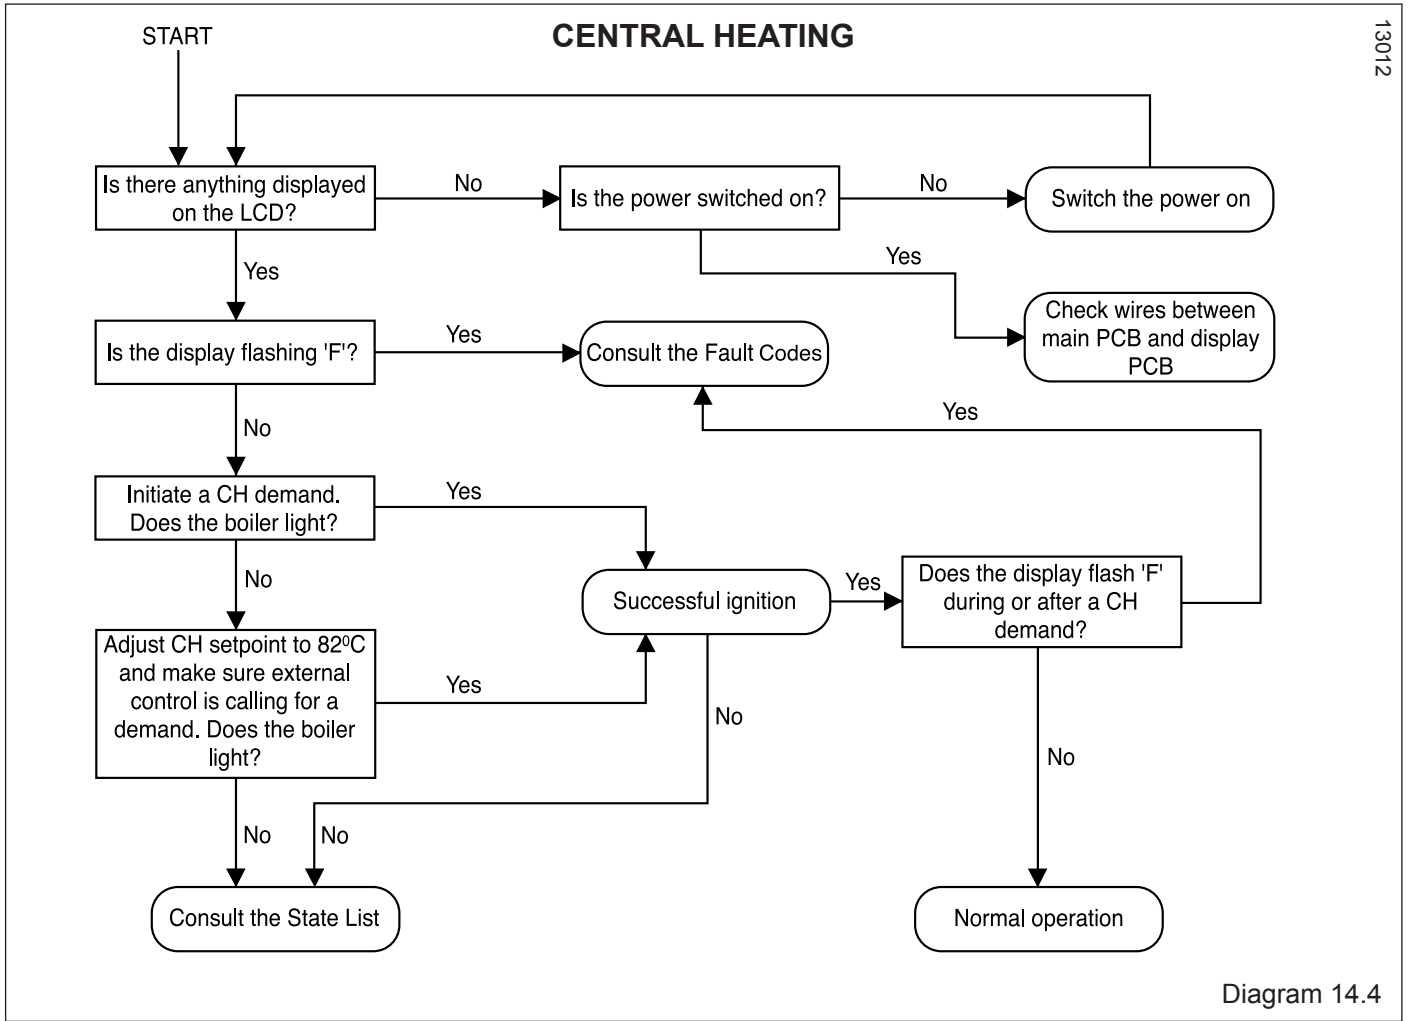 START
CENTRAL HEATING
13012
Is there anything displayed
on the LCD?
No
Is the power switched on?
No
Switch the power on
Yes
Yes
Check wires between
main PCB and display
PCB
Is the display flashing 'F'?
Yes
Consult the Fault Codes
Yes
No
Initiate a CH demand.
Does the boiler light?
Yes
No
Successful ignition
Yes
Does the display flash 'F'
during or after a CH
demand?
Adjust CH setpoint to 82⁰C
and make sure external
control is calling for a
demand. Does the boiler
light?
Yes
No
No
No
No
Consult the State List
Normal operation
Diagram 14.4